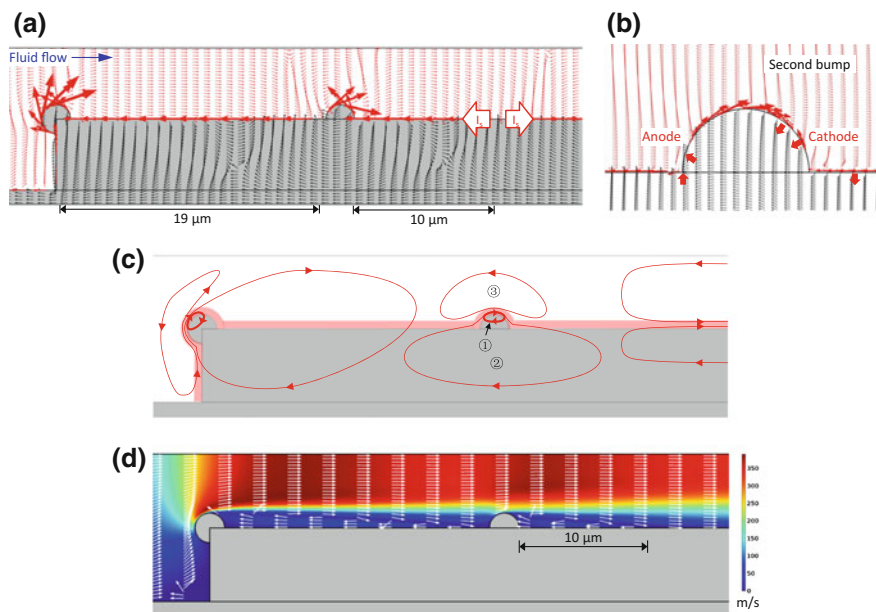 (a)
Fluid flow
19 µm
10 µm
(b)
Second bump
Anode
Cathode
(c)
①
②
③
(d)
10 µm
350
300
250
200
150
100
50
0
m/s